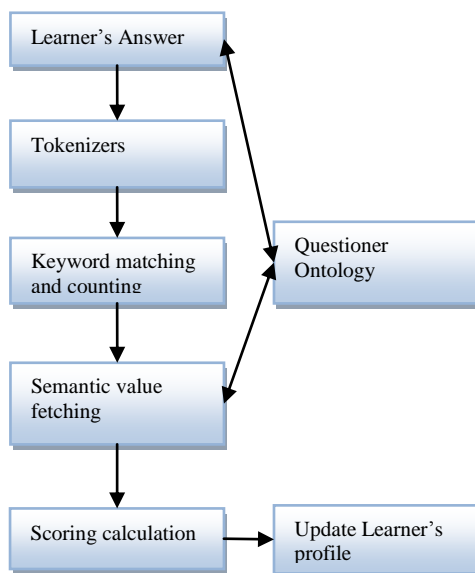 Learner’s Answer
Tokenizers
Keyword matching
and counting
Questioner
Ontology
Semantic value
fetching
Scoring calculation
Update Learner’s
profile